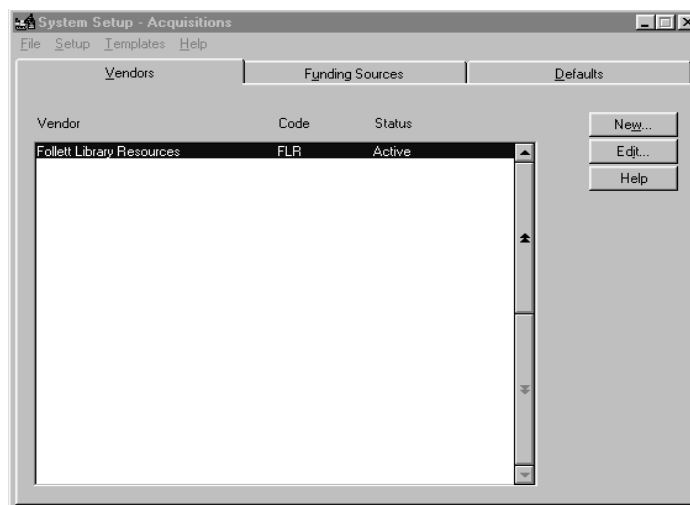 System Setup - Acquisitions
File Setup Templates Help
Vendors Funding Sources Defaults
Vendor Code Status
New...
Follett Library Resources FLR Active
Edit...
Help